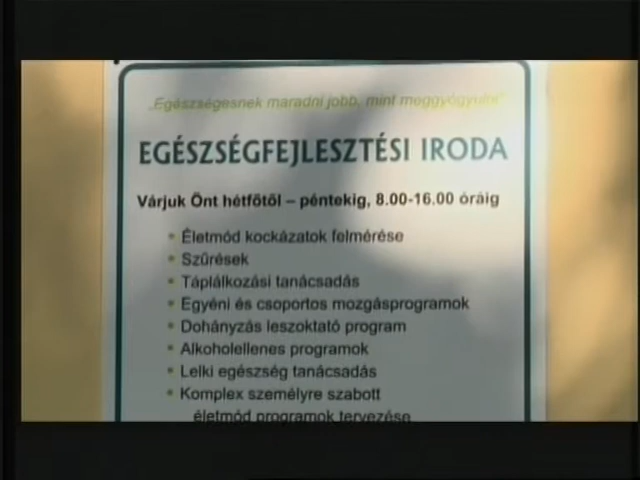 „Egészségesnek maradni jobb, mint meggyógyulni”
EGÉSZSÉGFEJLESZTÉSI IRODA
Várjuk Önt hétfőtől – péntekig, 8.00-16.00 óráig
• Életmód kockázatok felmérése
• Szűrések
• Táplálkozási tanácsadás
• Egyéni és csoportos mozgásprogramok
• Dohányzás leszoktató program
• Alkoholellenes programok
• Lelki egészség tanácsadás
• Komplex személyre szabott
életmód programok tervezése